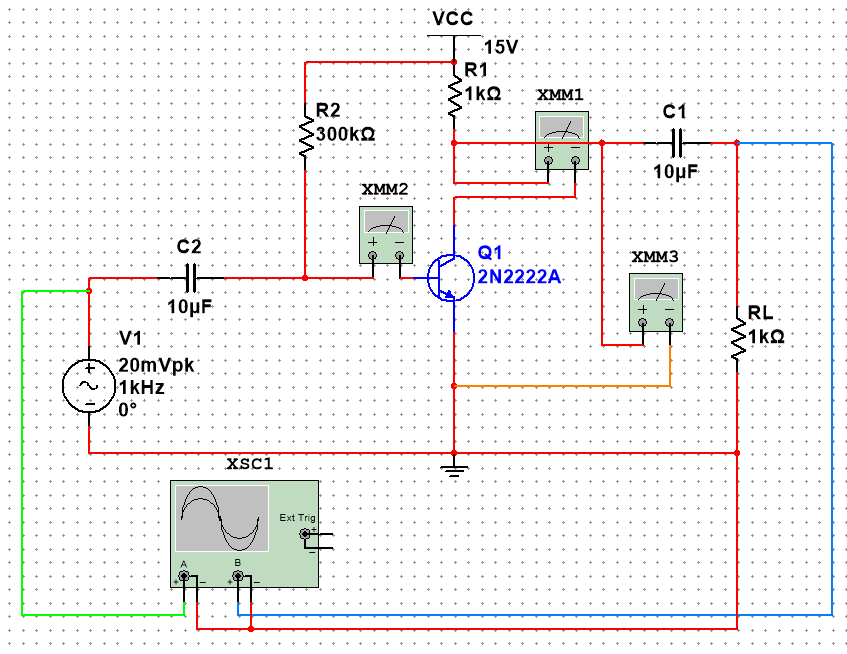 VCC
15V
R1
1kΩ
XMM1
C1
10µF
R2
300kΩ
XMM2
C2
10µF
Q1
2N2222A
XMM3
RL
1kΩ
V1
20mVpk
1kHz
0°
XSC1
Ext Trig
A
B